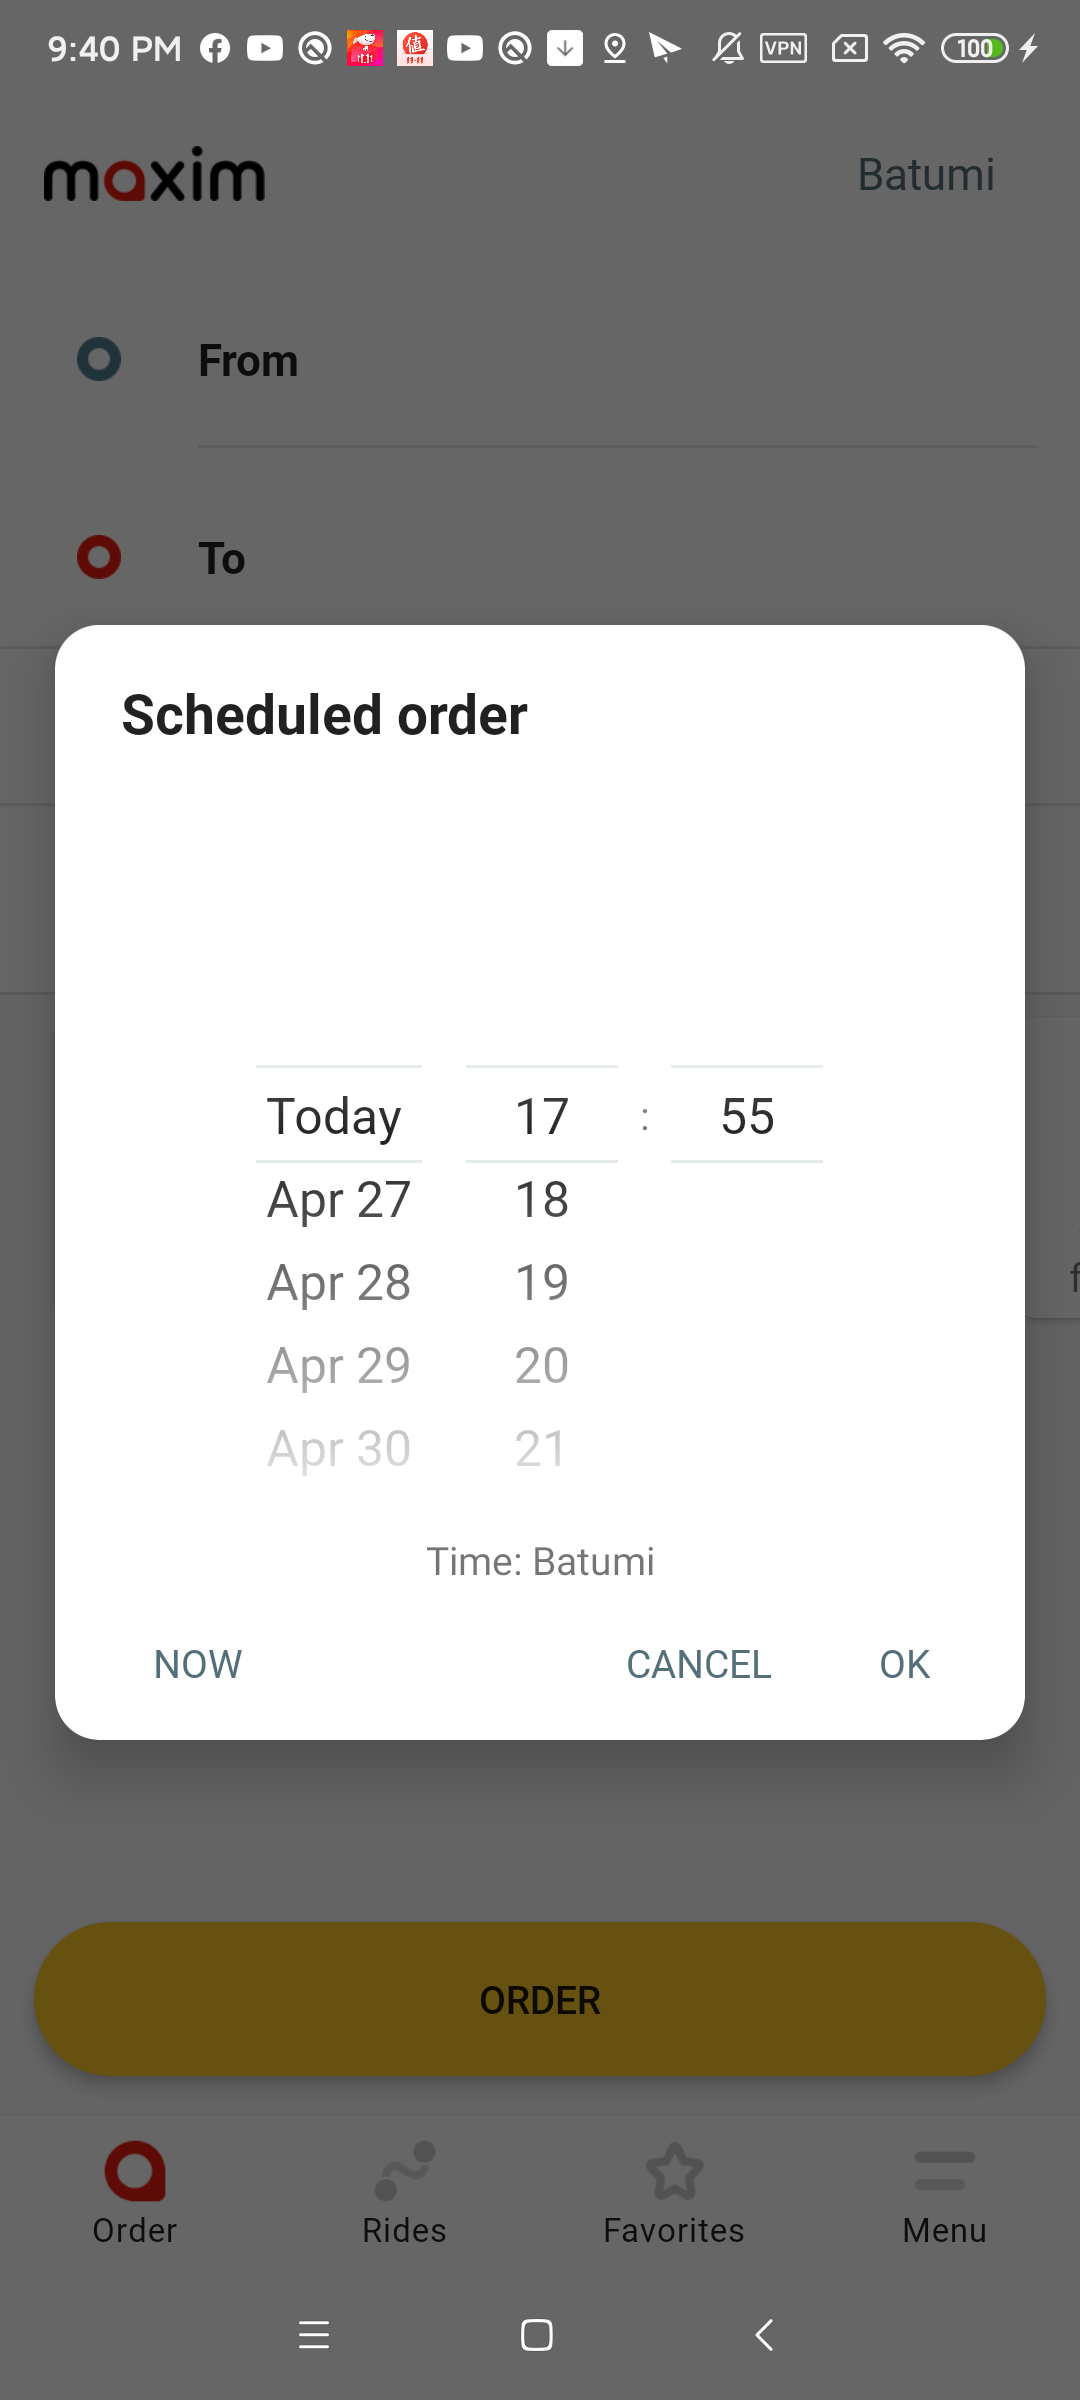 9:40 PM VPN 100
maxim Batumi
From
To
Scheduled order
Today 17 : 55
Apr 27 18
Apr 28 19
Apr 29 20
Apr 30 21
f
Time: Batumi
NOW CANCEL OK
ORDER
Order Rides Favorites Menu